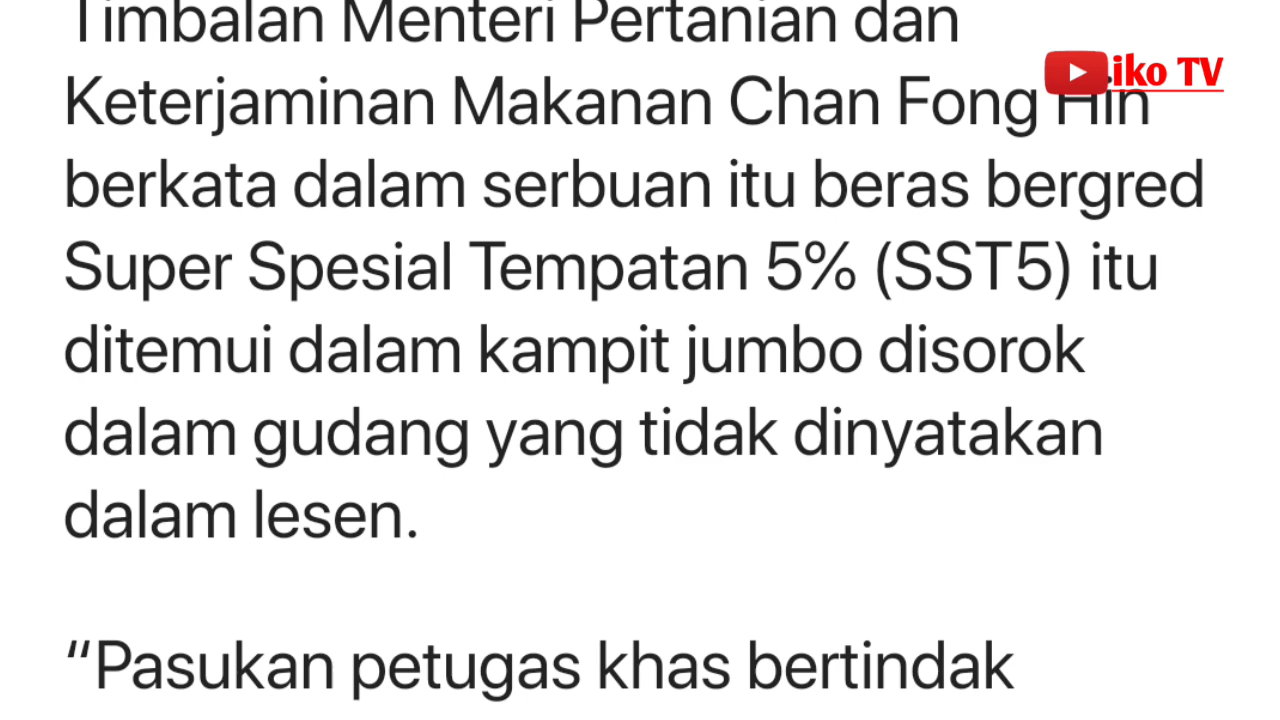 Timbalan Menteri Pertanian dan
Keterjaminan Makanan Chan Fong Hin
iko TV
berkata dalam serbuan itu beras bergred
Super Spesial Tempatan 5% (SST5) itu
ditemui dalam kampit jumbo disorok
dalam gudang yang tidak dinyatakan
dalam lesen.
“Pasukan petugas khas bertindak